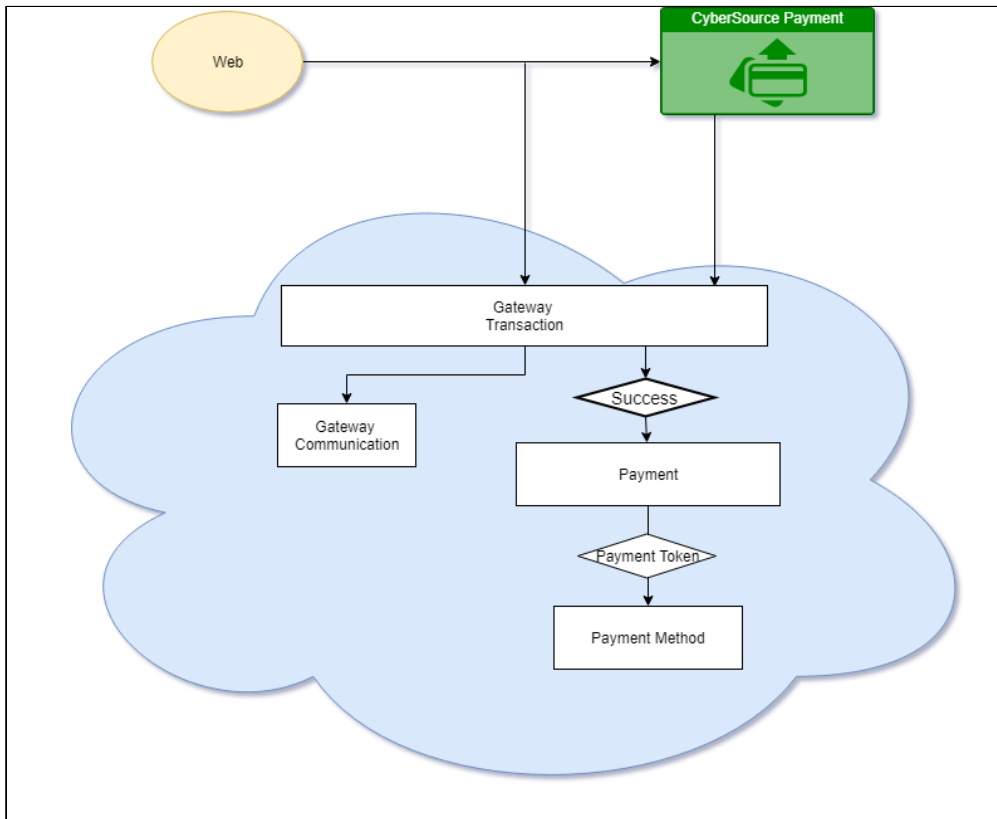 CyberSource Payment
Web
Gateway
Transaction
Success
Gateway
Communication
Payment
Payment Token
Payment Method